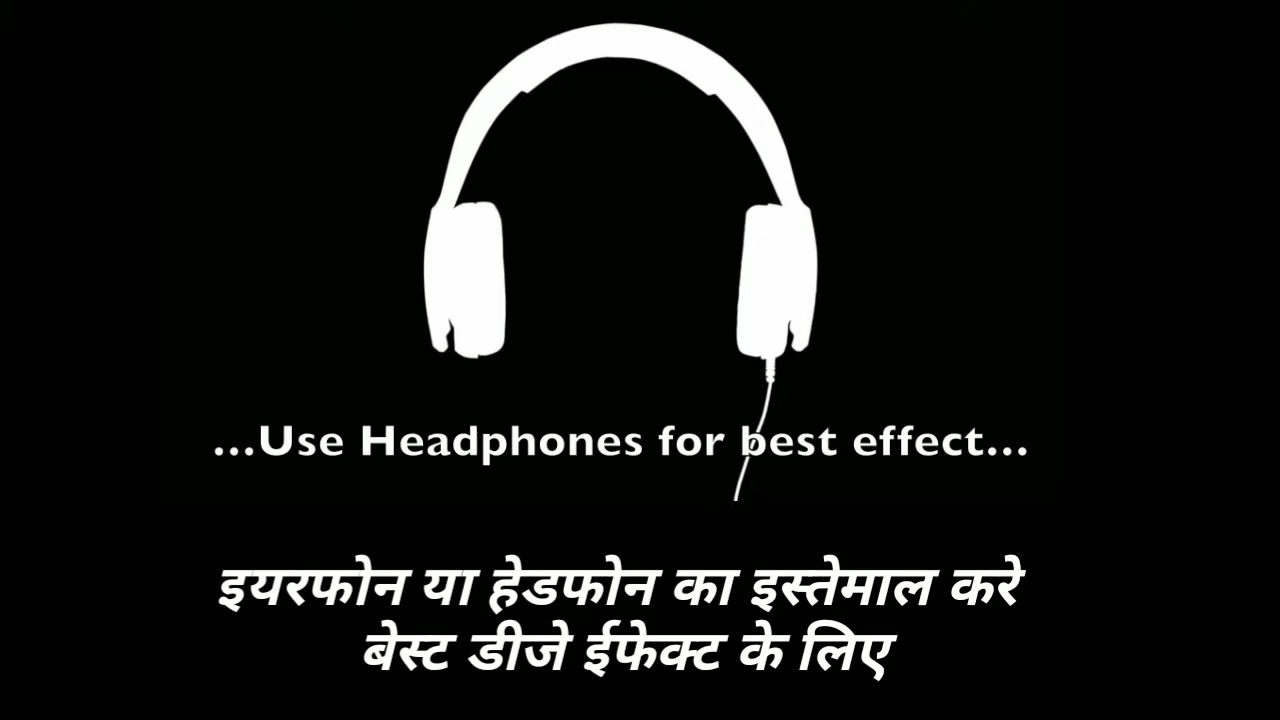 ...Use Headphones for best effect...
इयरफोन या हेडफोन का इस्तेमाल करे
बेस्ट डीजे ईफेक्ट के लिए